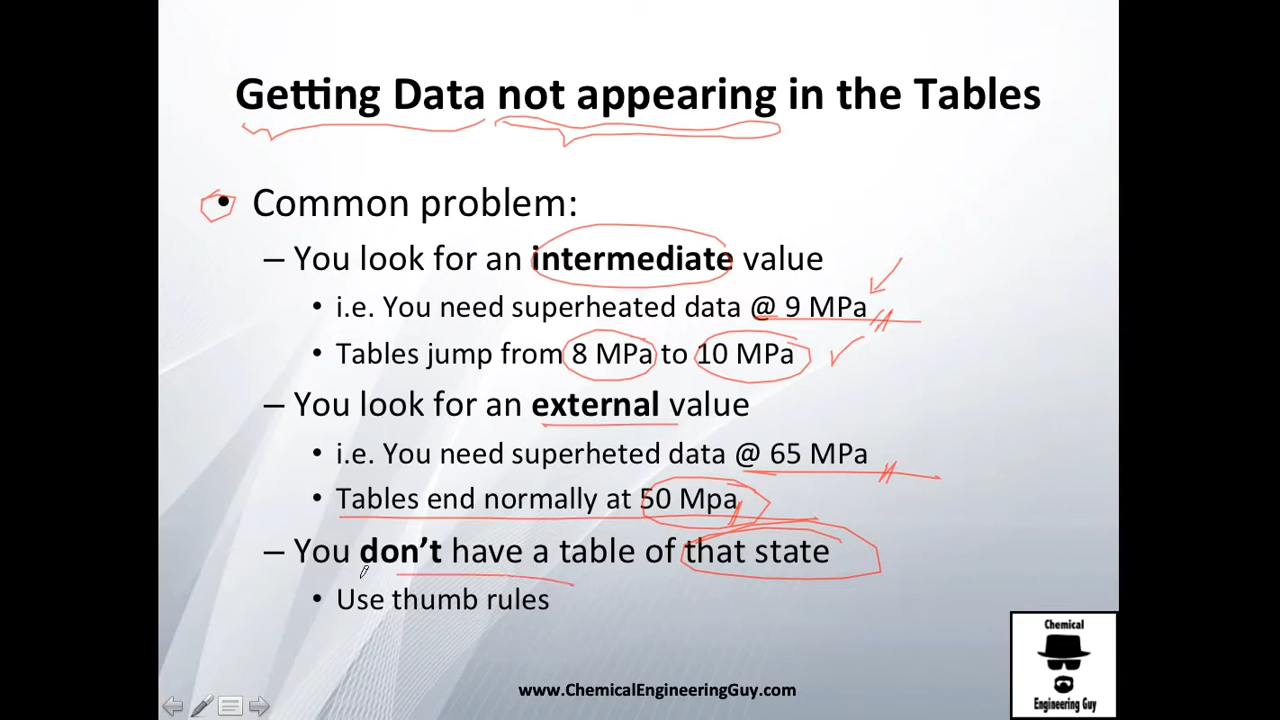 Getting Data not appearing in the Tables
• Common problem:
– You look for an intermediate value
• i.e. You need superheated data @ 9 MPa
• Tables jump from 8 MPa to 10 MPa
– You look for an external value
• i.e. You need superheted data @ 65 MPa
• Tables end normally at 50 Mpa
– You don't have a table of that state
• Use thumb rules
www.ChemicalEngineeringGuy.com
Chemical
Engineering Guy